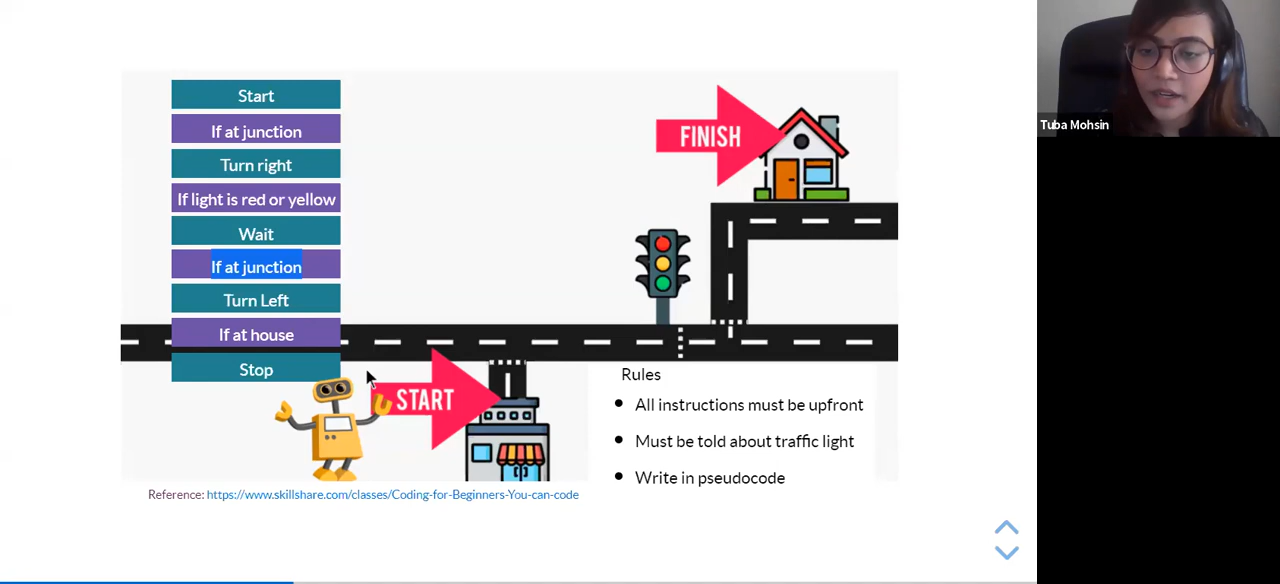 Start
If at junction
Turn right
If light is red or yellow
Wait
If at junction
Turn Left
If at house
Stop
FINISH
START
Rules
All instructions must be upfront
Must be told about traffic light
Write in pseudocode
Reference: https://www.skillshare.com/classes/Coding-for-Beginners-You-can-code
Tuba Mohsin